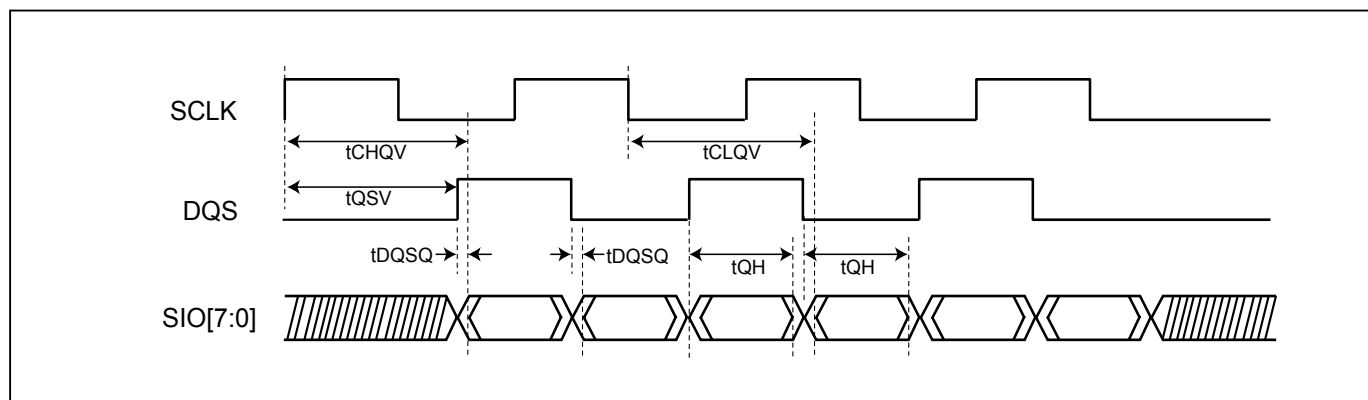 SCLK
tCHQV
tCLQV
tQSV
DQS
tDQSQ
tDQSQ
tQH
tQH
SIO[7:0]